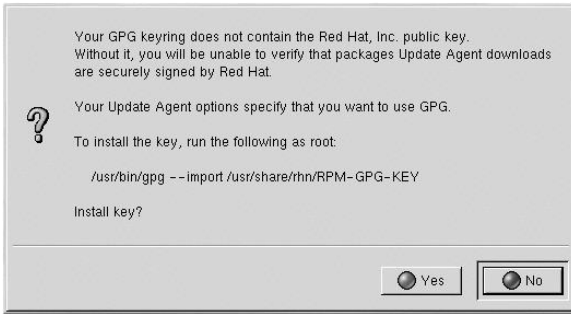 Your GPG keyring does not contain the Red Hat, Inc. public key.
Without it, you will be unable to verify that packages Update Agent downloads
are securely signed by Red Hat.
Your Update Agent options specify that you want to use GPG.
To install the key, run the following as root:
/usr/bin/gpg --import /usr/share/rhn/RPM-GPG-KEY
Install key?
Yes
No